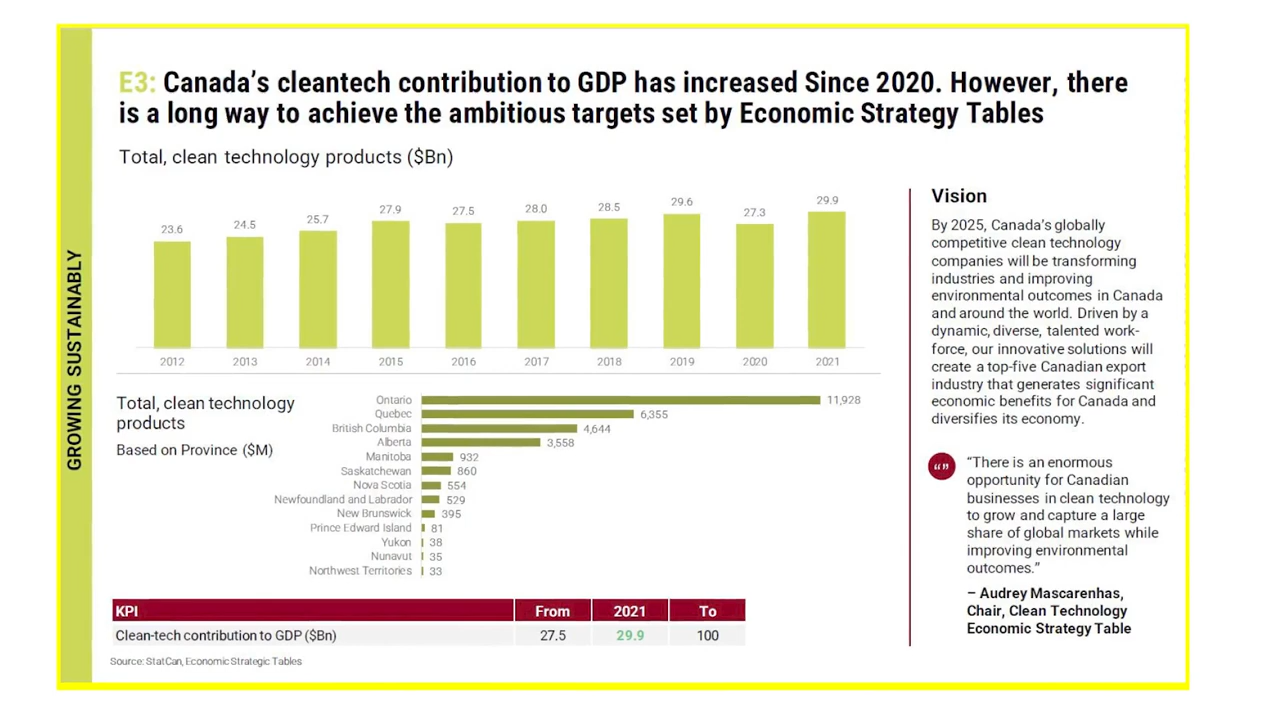 E3: Canada's cleantech contribution to GDP has increased Since 2020. However, there
is a long way to achieve the ambitious targets set by Economic Strategy Tables
Total, clean technology products ($Bn)
23.6 24.5 25.7 27.9 27.5 28.0 28.5 29.6 27.3 29.9
2012 2013 2014 2015 2016 2017 2018 2019 2020 2021
GROWING SUSTAINABLY
Total, clean technology
products
Based on Province ($M)
Ontario 11,928
Quebec 6,355
British Columbia 4,644
Alberta 3,558
Manitoba 932
Saskatchewan 860
Nova Scotia 554
Newfoundland and Labrador 529
New Brunswick 395
Prince Edward Island 81
Yukon 38
Nunavut 35
Northwest Territories 33
KPI From 2021 To
Clean-tech contribution to GDP ($Bn) 27.5 29.9 100
Source: StatCan, Economic Strategic Tables
Vision
By 2025, Canada's globally
competitive clean technology
companies will be transforming
industries and improving
environmental outcomes in Canada
and around the world. Driven by a
dynamic, diverse, talented work-
force, our innovative solutions will
create a top-five Canadian export
industry that generates significant
economic benefits for Canada and
diversifies its economy.
“”
“There is an enormous
opportunity for Canadian
businesses in clean technology
to grow and capture a large
share of global markets while
improving environmental
outcomes.”
– Audrey Mascarenhas,
Chair, Clean Technology
Economic Strategy Table